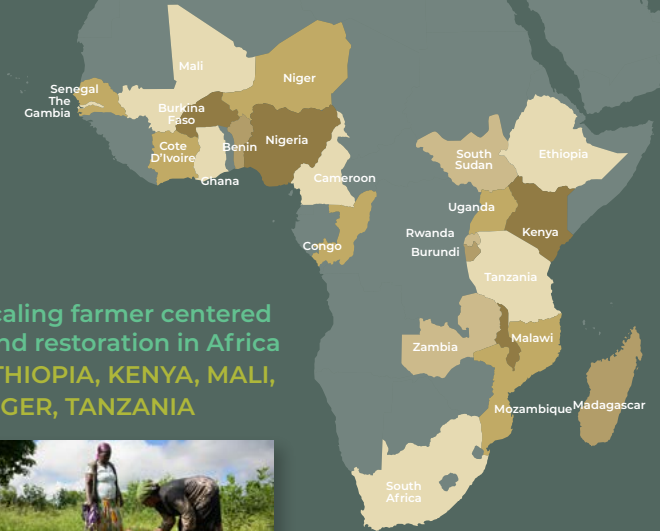 Mali
Niger
Senegal
The
Gambia
Burkina
Faso
Cote
D'Ivoire
Benin
Nigeria
Ghana
Cameroon
South
Sudan
Ethiopia
Uganda
Rwanda
Kenya
Burundi
Congo
Tanzania
Zambia
Malawi
Mozambique
Madagascar
South
Africa
caling farmer centered
nd restoration in Africa
THIOPIA, KENYA, MALI,
GER, TANZANIA